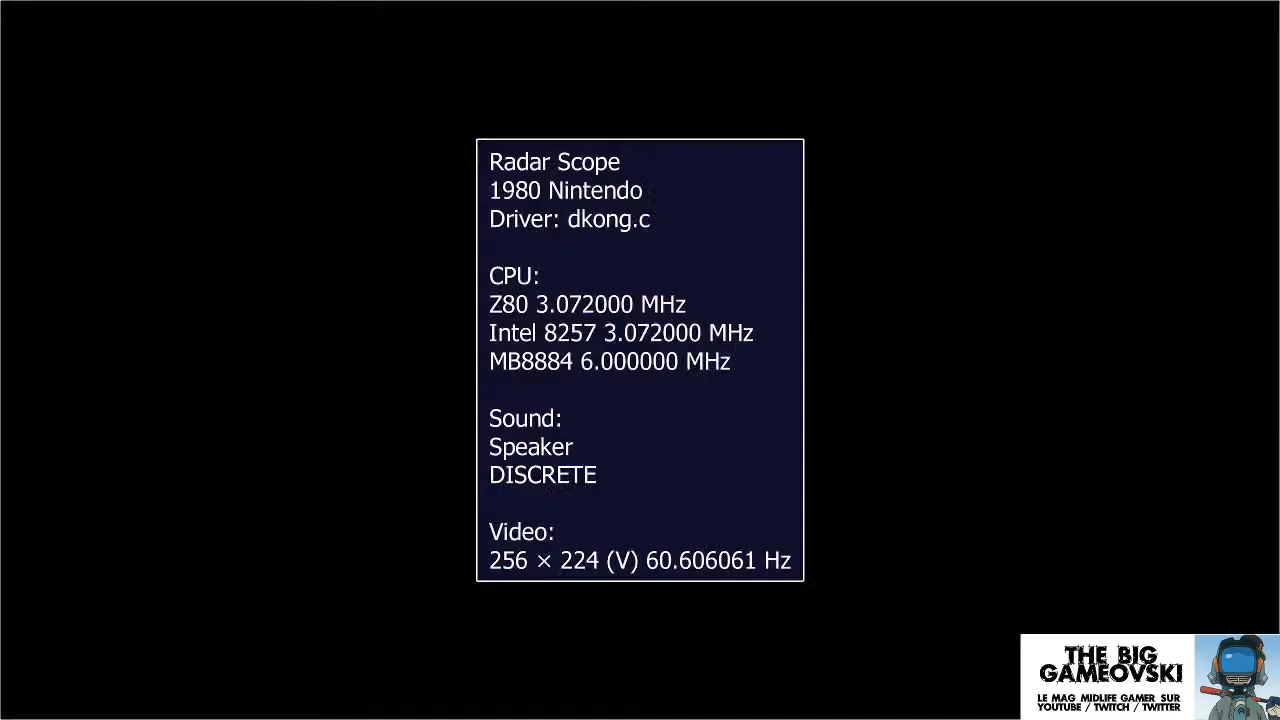 Radar Scope
1980 Nintendo
Driver: dkong.c
CPU:
Z80 3.072000 MHz
Intel 8257 3.072000 MHz
MB8884 6.000000 MHz
Sound:
Speaker
DISCRETE
Video:
256 × 224 (V) 60.606061 Hz
THE BIG
GAMEOVSKI
LE MAG MIDLIFE GAMER SUR
YOUTUBE / TWITCH / TWITTER